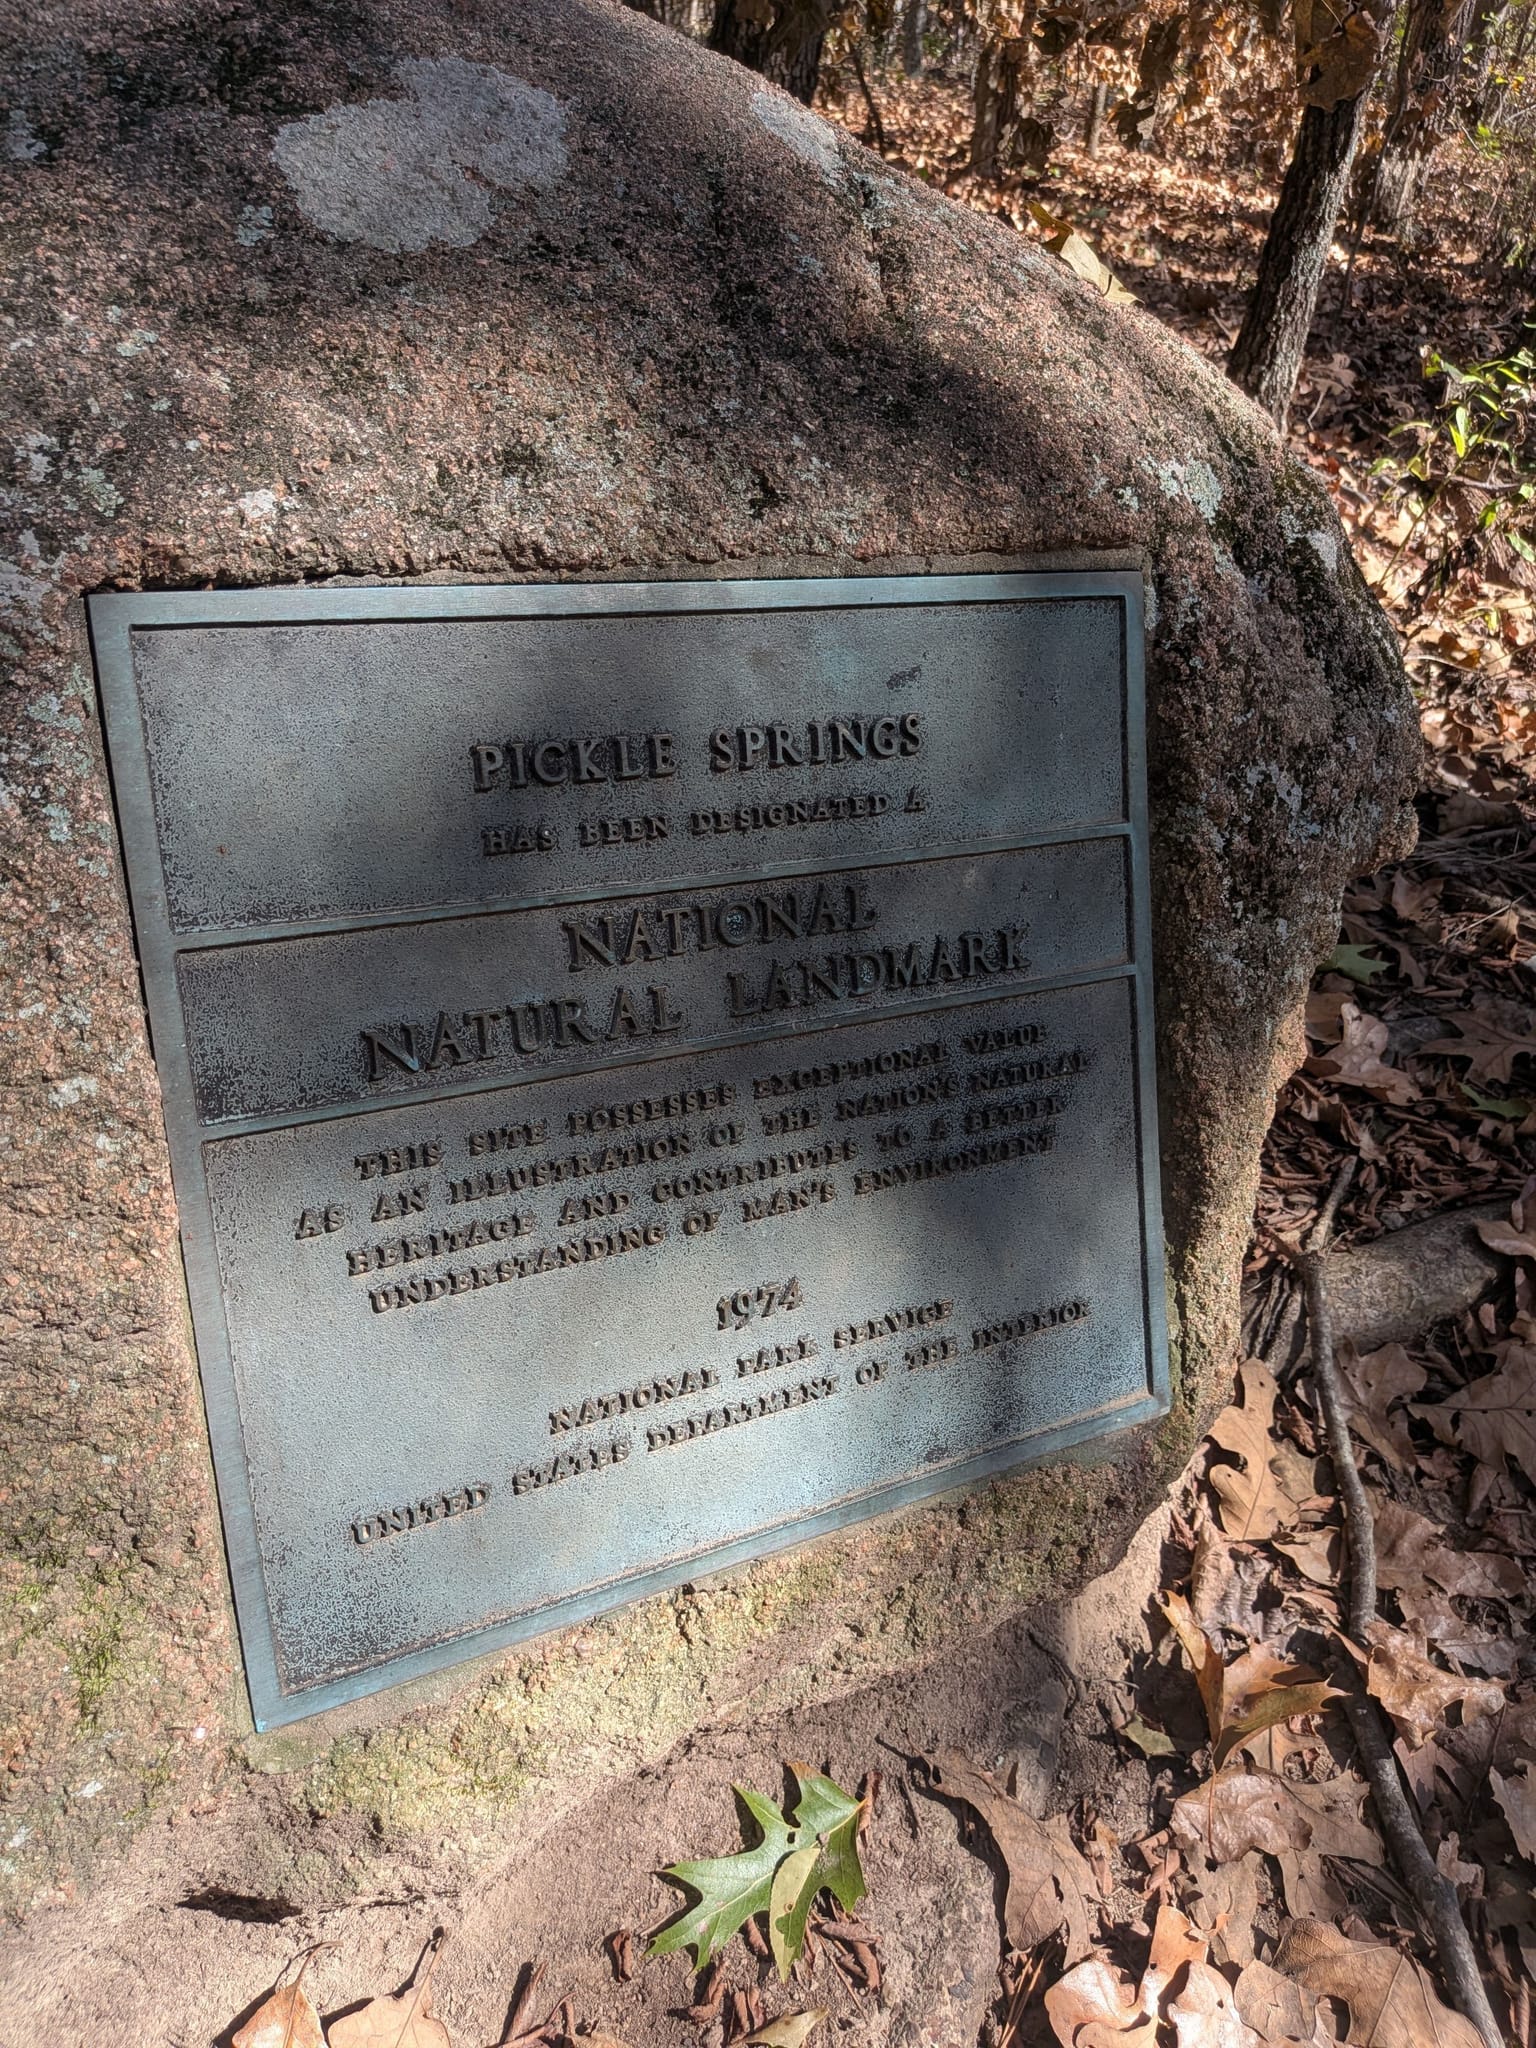 PICKLE SPRINGS
HAS BEEN DESIGNATED A
NATIONAL
NATURAL LANDMARK
THIS SITE POSSESSES EXCEPTIONAL VALUE
AS AN ILLUSTRATION OF THE NATION'S NATURAL
HERITAGE AND CONTRIBUTES TO A BETTER
UNDERSTANDING OF MAN'S ENVIRONMENT
1974
NATIONAL PARK SERVICE
UNITED STATES DEPARTMENT OF THE INTERIOR